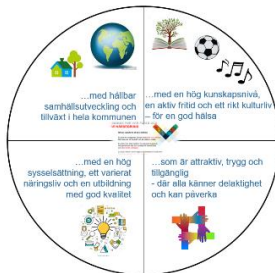 ...med hållbar
samhällsutveckling och
tillväxt i hela kommunen
...med en hög kunskapsnivå,
en aktiv fritid och ett rikt kulturliv
– för en god hälsa
...med en hög
sysselsättning, ett varierat
näringsliv och en utbildning
med god kvalitet
...som är attraktiv, trygg och
tillgänglig
- där alla känner delaktighet
och kan påverka